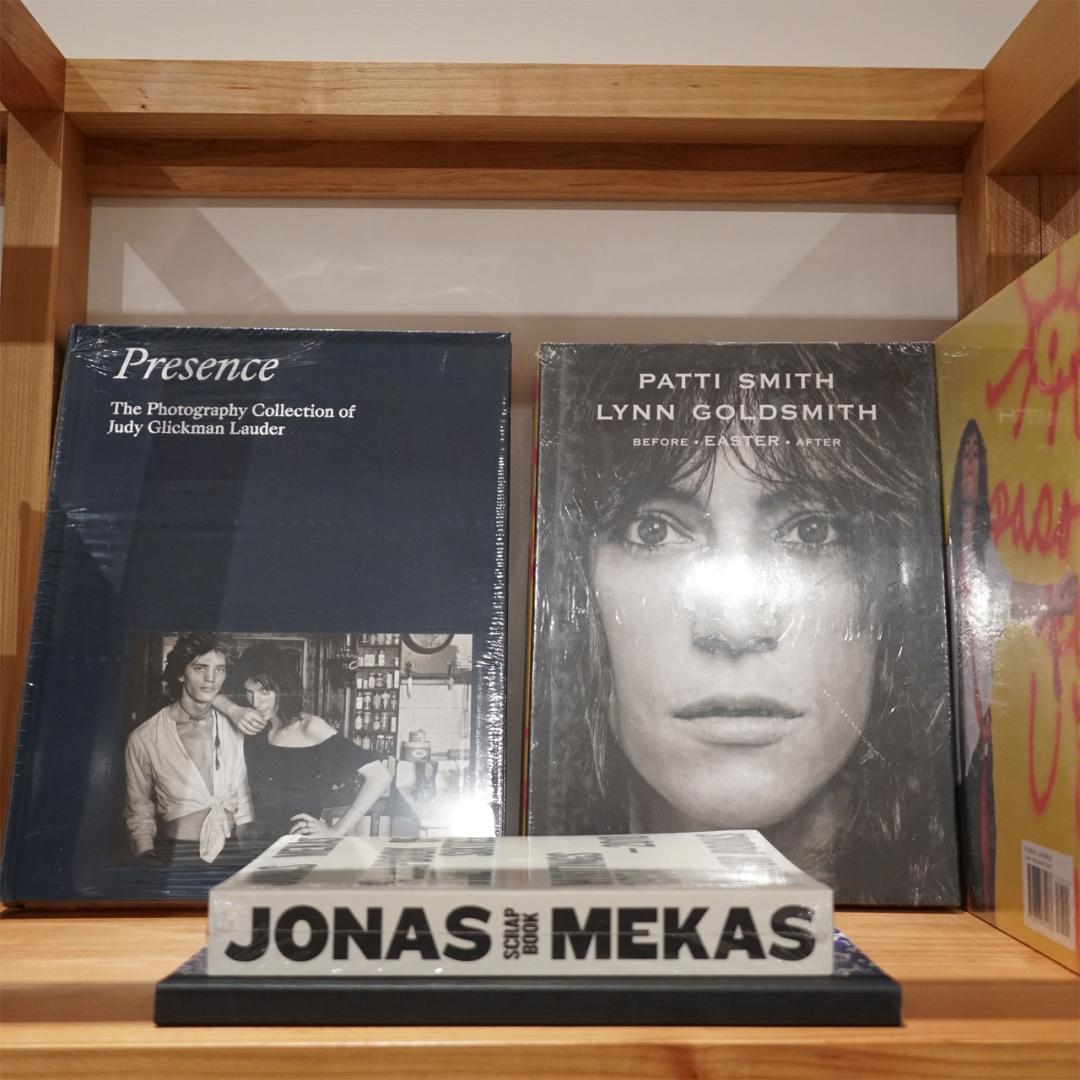 Presence
The Photography Collection of
Judy Glickman Lauder
PATTI SMITH
LYNN GOLDSMITH
BEFORE • EASTER • AFTER
JONAS
SCRAP
BOOK
MEKAS